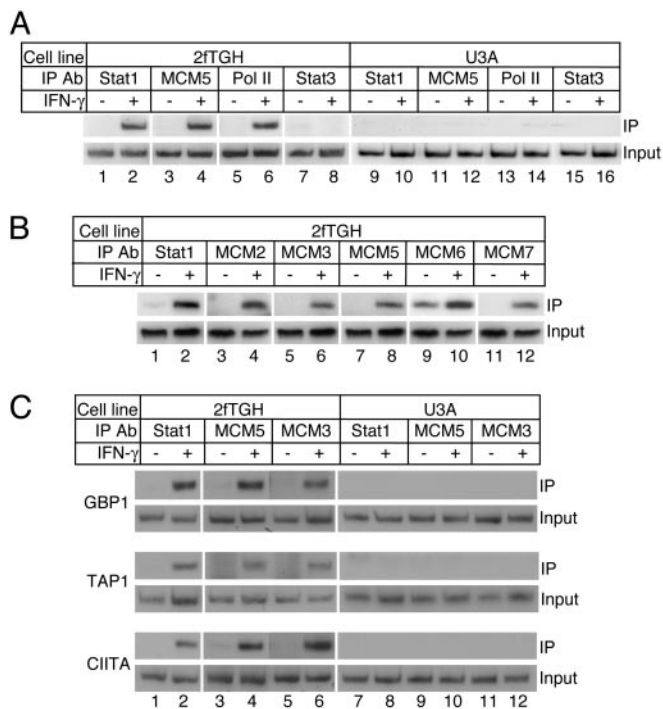 A
Cell line 2fTGH U3A
IP Ab Stat1 MCM5 Pol II Stat3 Stat1 MCM5 Pol II Stat3
IFN-γ - + - + - + - + - + - + - + - +
IP
Input
1 2 3 4 5 6 7 8 9 10 11 12 13 14 15 16
B
Cell line 2fTGH
IP Ab Stat1 MCM2 MCM3 MCM5 MCM6 MCM7
IFN-γ - + - + - + - + - + - +
IP
Input
1 2 3 4 5 6 7 8 9 10 11 12
C
Cell line 2fTGH U3A
IP Ab Stat1 MCM5 MCM3 Stat1 MCM5 MCM3
IFN-γ - + - + - + - + - + - +
IP
GBP1
Input
IP
TAP1
Input
IP
CIITA
Input
1 2 3 4 5 6 7 8 9 10 11 12